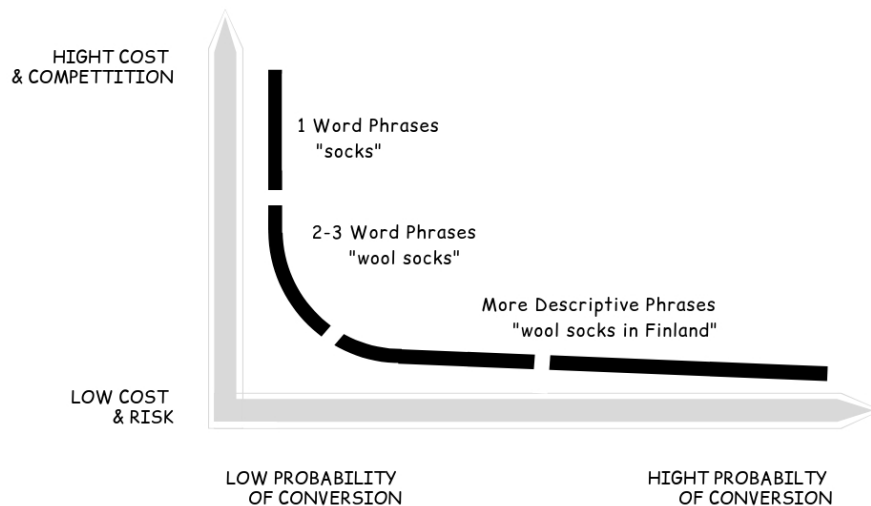 HIGHT COST
& COMPETTITION
1 Word Phrases
"socks"
2-3 Word Phrases
"wool socks"
More Descriptive Phrases
"wool socks in Finland"
LOW COST
& RISK
LOW PROBABILITY
OF CONVERSION
HIGHT PROBABILTY
OF CONVERSION